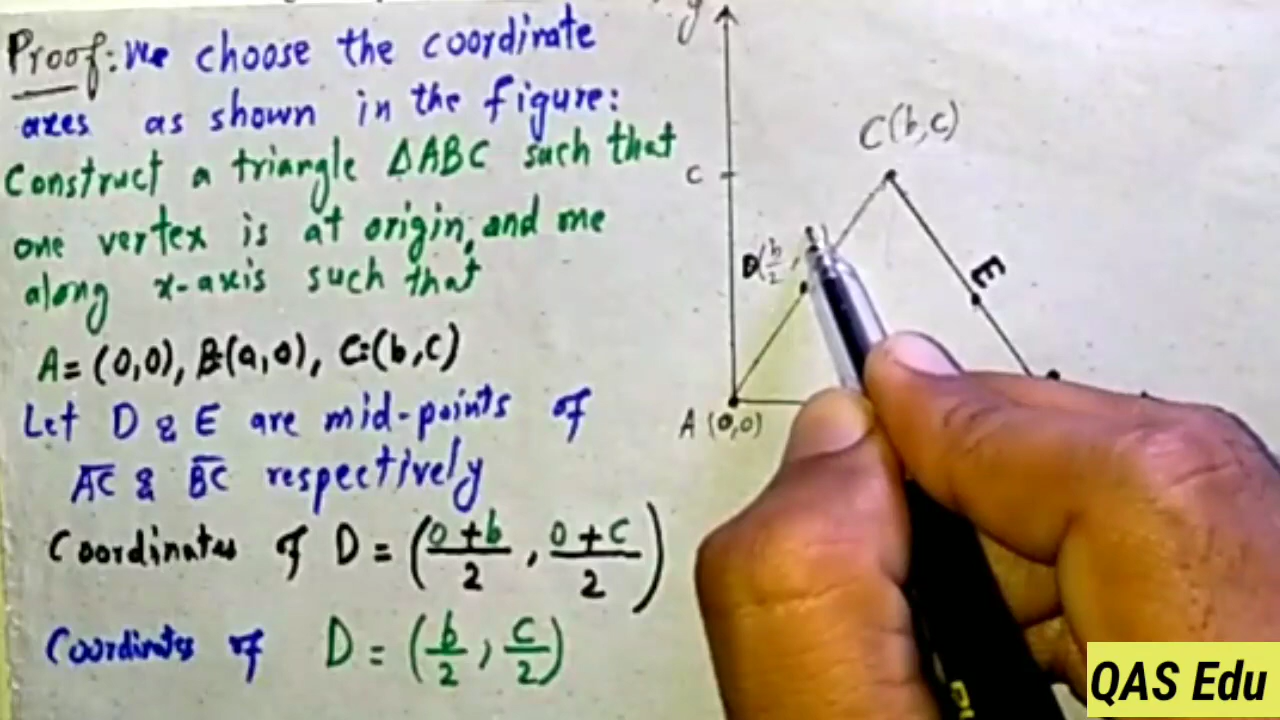 Proof: We choose the coordinate
axes as shown in the figure:
Construct a triangle ΔABC such that
one vertex is at origin, and one
along x-axis such that
A = (0,0), B:(a,0), C:(b,c)
Let D & E are mid-points of
A̅C̅ & B̅C̅ respectively
Coordinates of D = (0+b/2, 0+c/2)
Coordinates of D = (b/2, c/2)
y
C(b,c)
c
D(b/2,
E
A (0,0)
QAS Edu